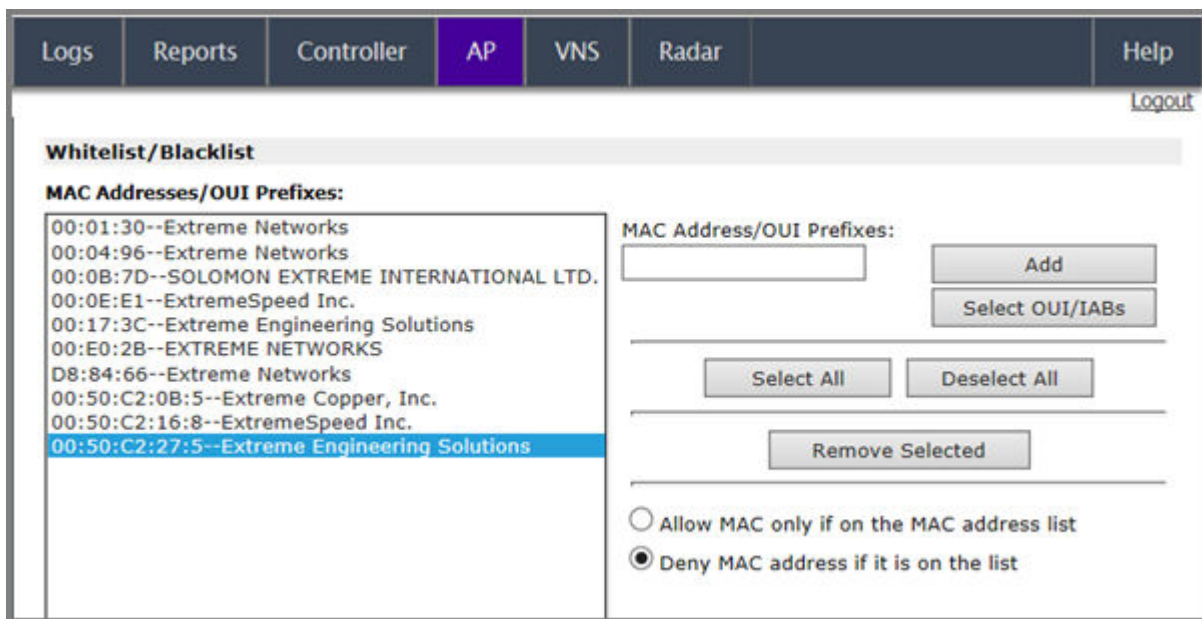 Logs Reports Controller AP VNS Radar Help
Logout
Whitelist/Blacklist
MAC Addresses/OUI Prefixes:
00:01:30--Extreme Networks
00:04:96--Extreme Networks
00:0B:7D--SOLOMON EXTREME INTERNATIONAL LTD.
00:0E:E1--ExtremeSpeed Inc.
00:17:3C--Extreme Engineering Solutions
00:E0:2B--EXTREME NETWORKS
D8:84:66--Extreme Networks
00:50:C2:0B:5--Extreme Copper, Inc.
00:50:C2:16:8--ExtremeSpeed Inc.
00:50:C2:27:5--Extreme Engineering Solutions
MAC Address/OUI Prefixes:
Add
Select OUI/IABs
Select All Deselect All
Remove Selected
Allow MAC only if on the MAC address list
Deny MAC address if it is on the list